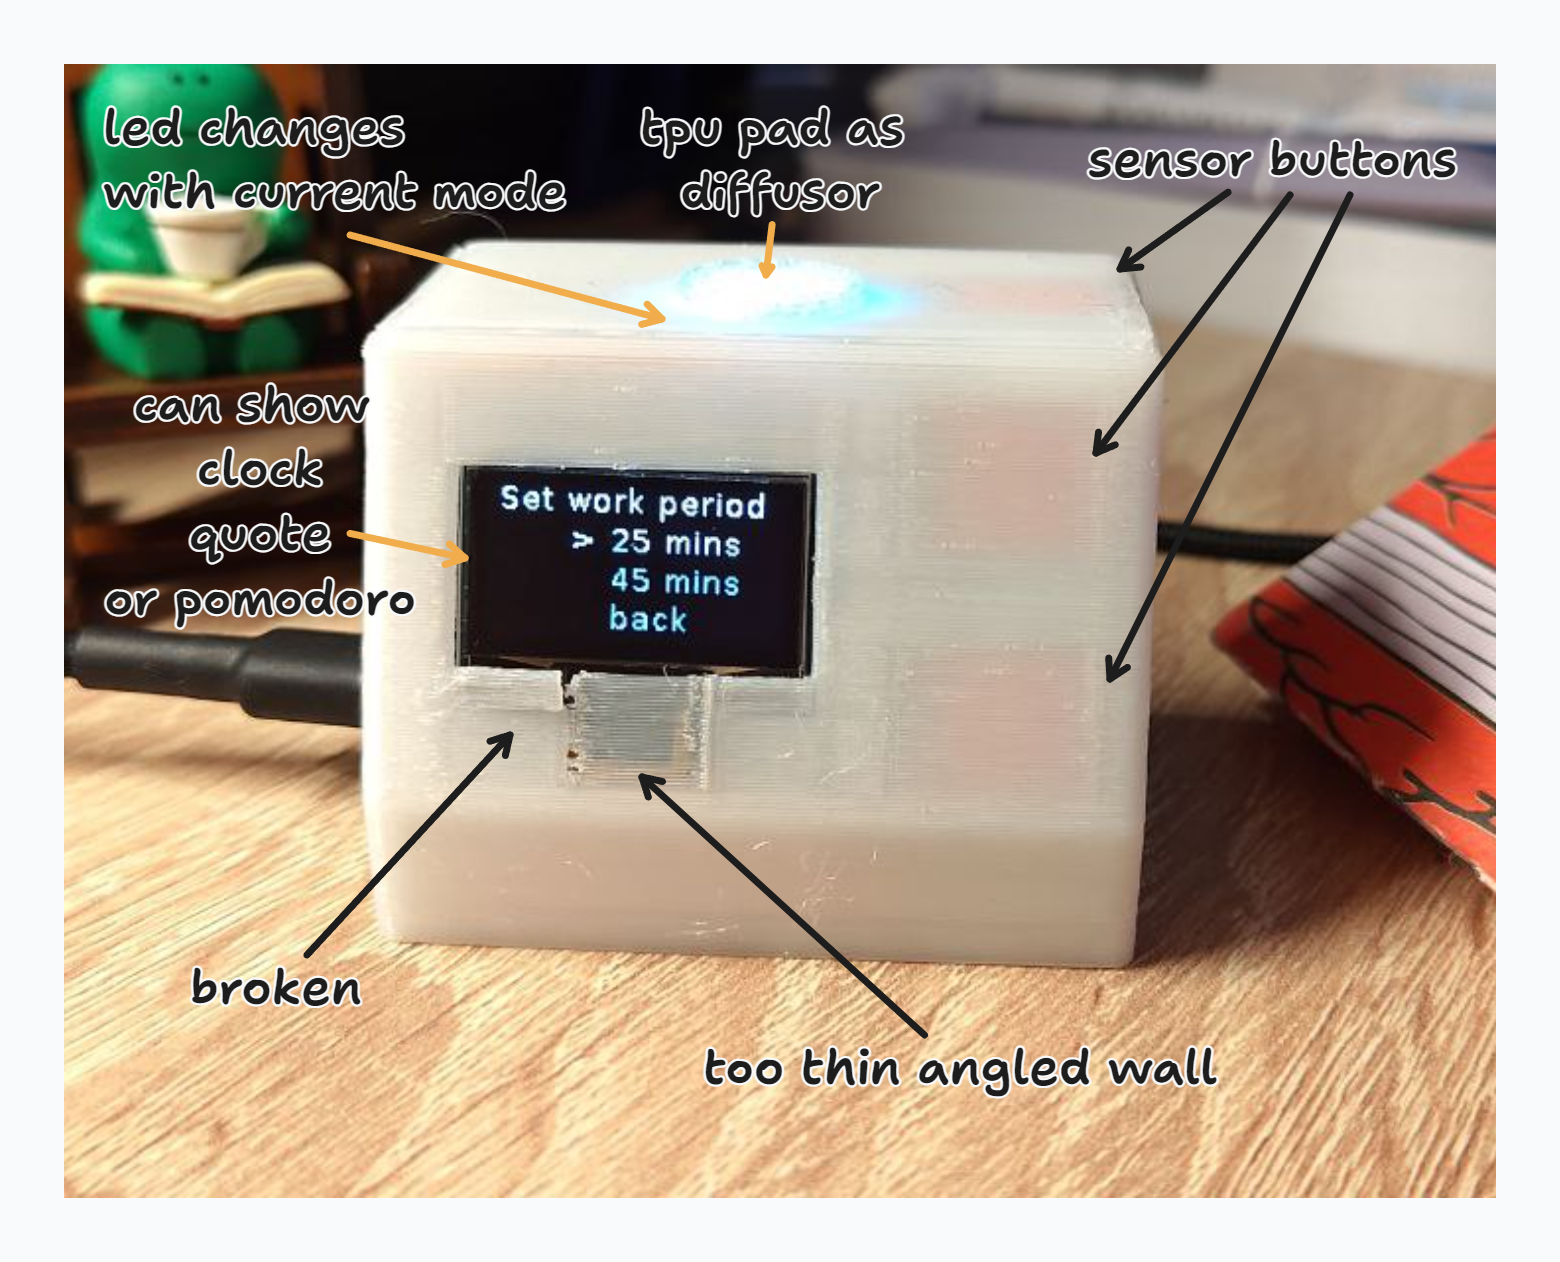 led changes
with current mode
tpu pad as
diffusor
sensor buttons
can show
clock
quote
or pomodoro
Set work period
> 25 mins
45 mins
back
broken
too thin angled wall